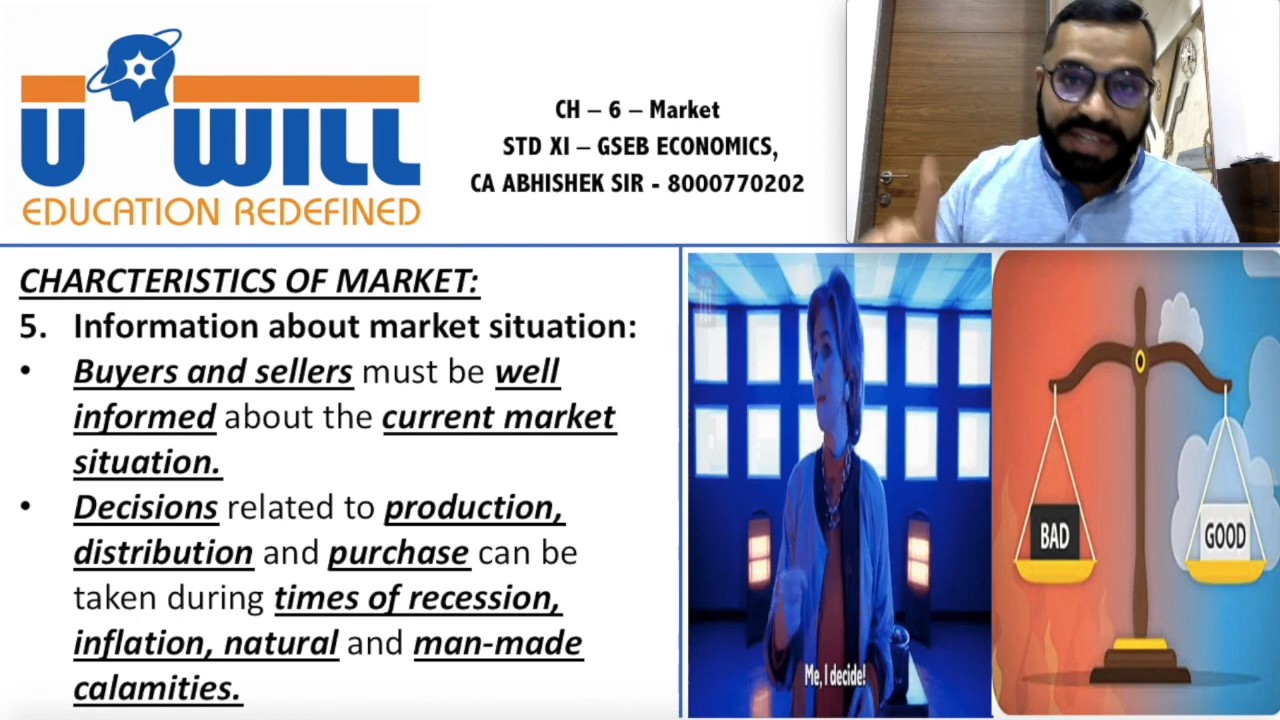 U WILL
EDUCATION REDEFINED
CH – 6 – Market
STD XI – GSEB ECONOMICS,
CA ABHISHEK SIR - 8000770202
CHARCTERISTICS OF MARKET:
5. Information about market situation:
• Buyers and sellers must be well
informed about the current market
situation.
• Decisions related to production,
distribution and purchase can be
taken during times of recession,
inflation, natural and man-made
calamities.
Me, I decide!
BAD
GOOD